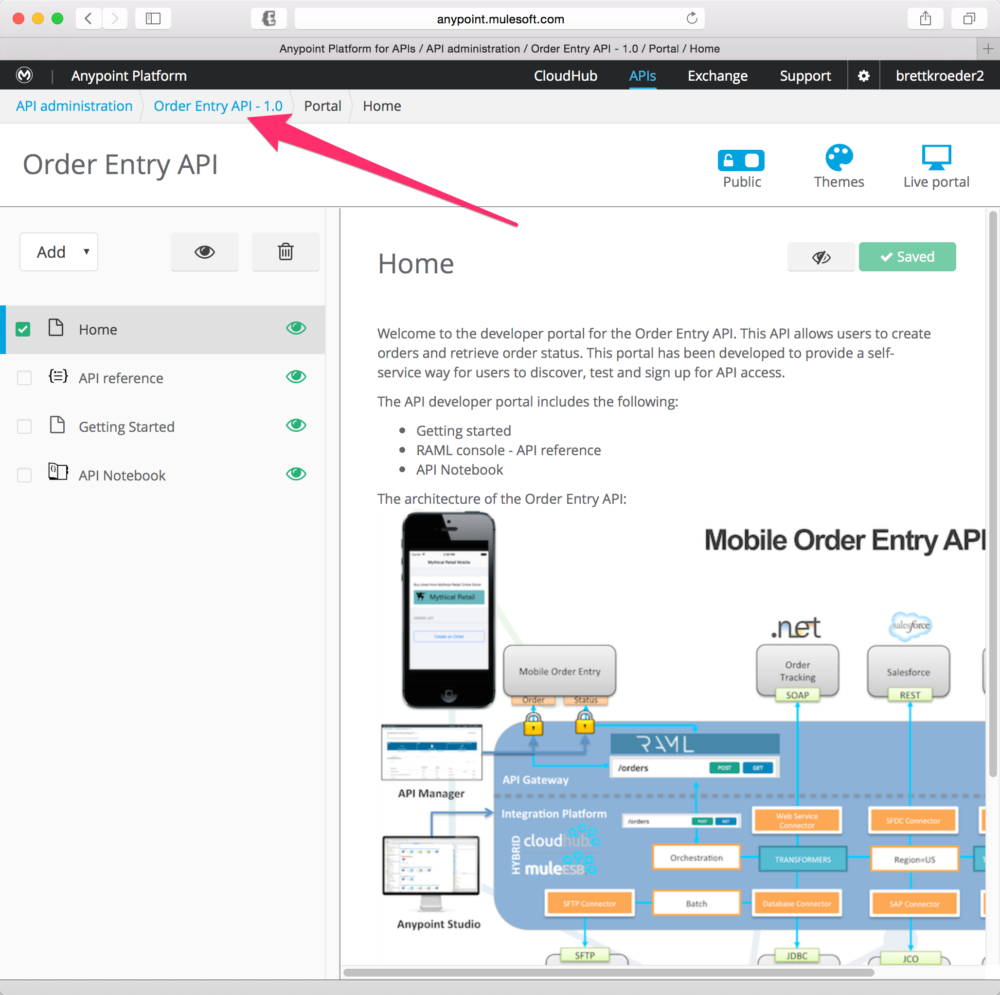 anypoint.mulesoft.com
Anypoint Platform for APIs / API administration / Order Entry API - 1.0 / Portal / Home
Anypoint Platform
CloudHub
APIs
Exchange
Support
brettkroeder2
API administration
Order Entry API - 1.0
Portal
Home
Order Entry API
Public
Themes
Live portal
Add
Home
Saved
Home
API reference
Getting Started
API Notebook
Welcome to the developer portal for the Order Entry API. This API allows users to create
orders and retrieve order status. This portal has been developed to provide a self-
service way for users to discover, test and sign up for API access.
The API developer portal includes the following:
Getting started
RAML console - API reference
API Notebook
The architecture of the Order Entry API:
Mobile Order Entry API
Mythical Retail Mobile
Buy direct from Mythical Retail Online Store!
Mythical Retail
ORDER LIST
Create an Order
.net
salesforce
Mobile Order Entry
Order
Status
Order
Tracking
SOAP
Salesforce
REST
RAML
/orders
POST
GET
API Gateway
API Manager
Integration Platform
/orders
POST
GET
Web Service
Connector
SFDC Connector
HYBRID
cloudhub
muleESB
Orchestration
TRANSFORMERS
Region=US
SFTP Connector
Batch
Database Connector
SAP Connector
Anypoint Studio
SFTP
JDBC
JCO